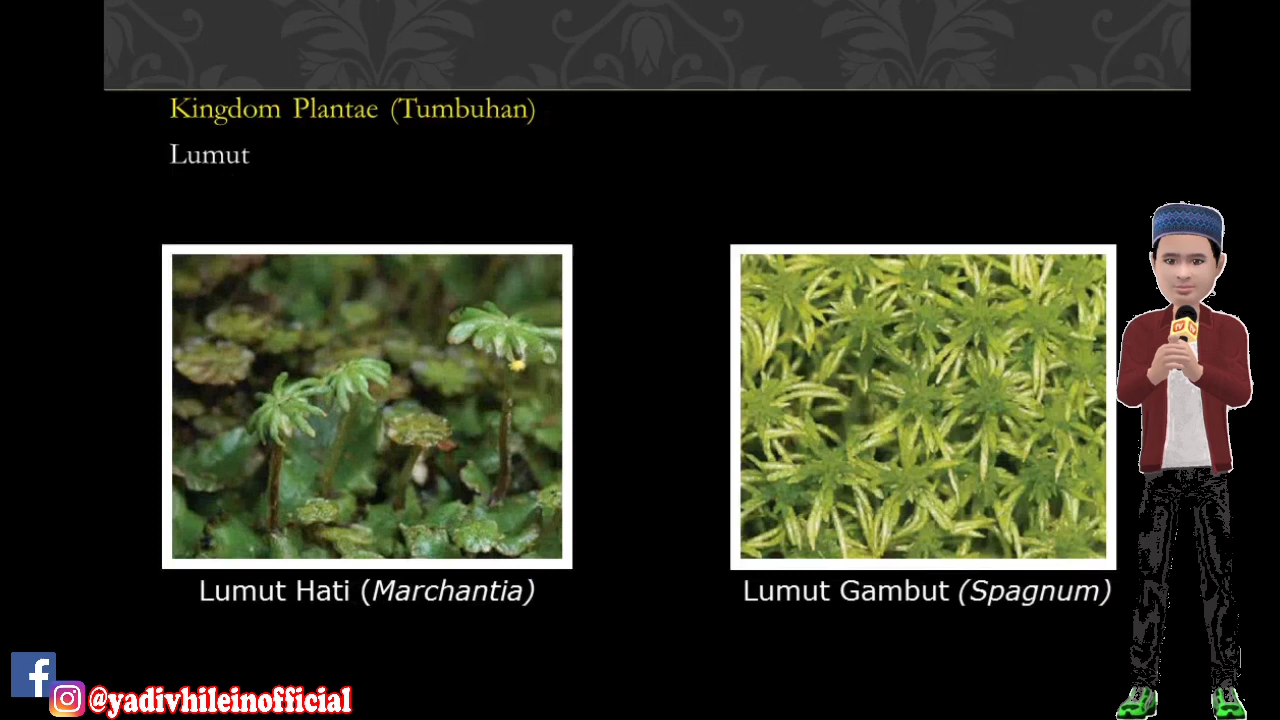 Kingdom Plantae (Tumbuhan)
Lumut
Lumut Hati (Marchantia)
Lumut Gambut (Spagnum)
@yadivhileinofficial